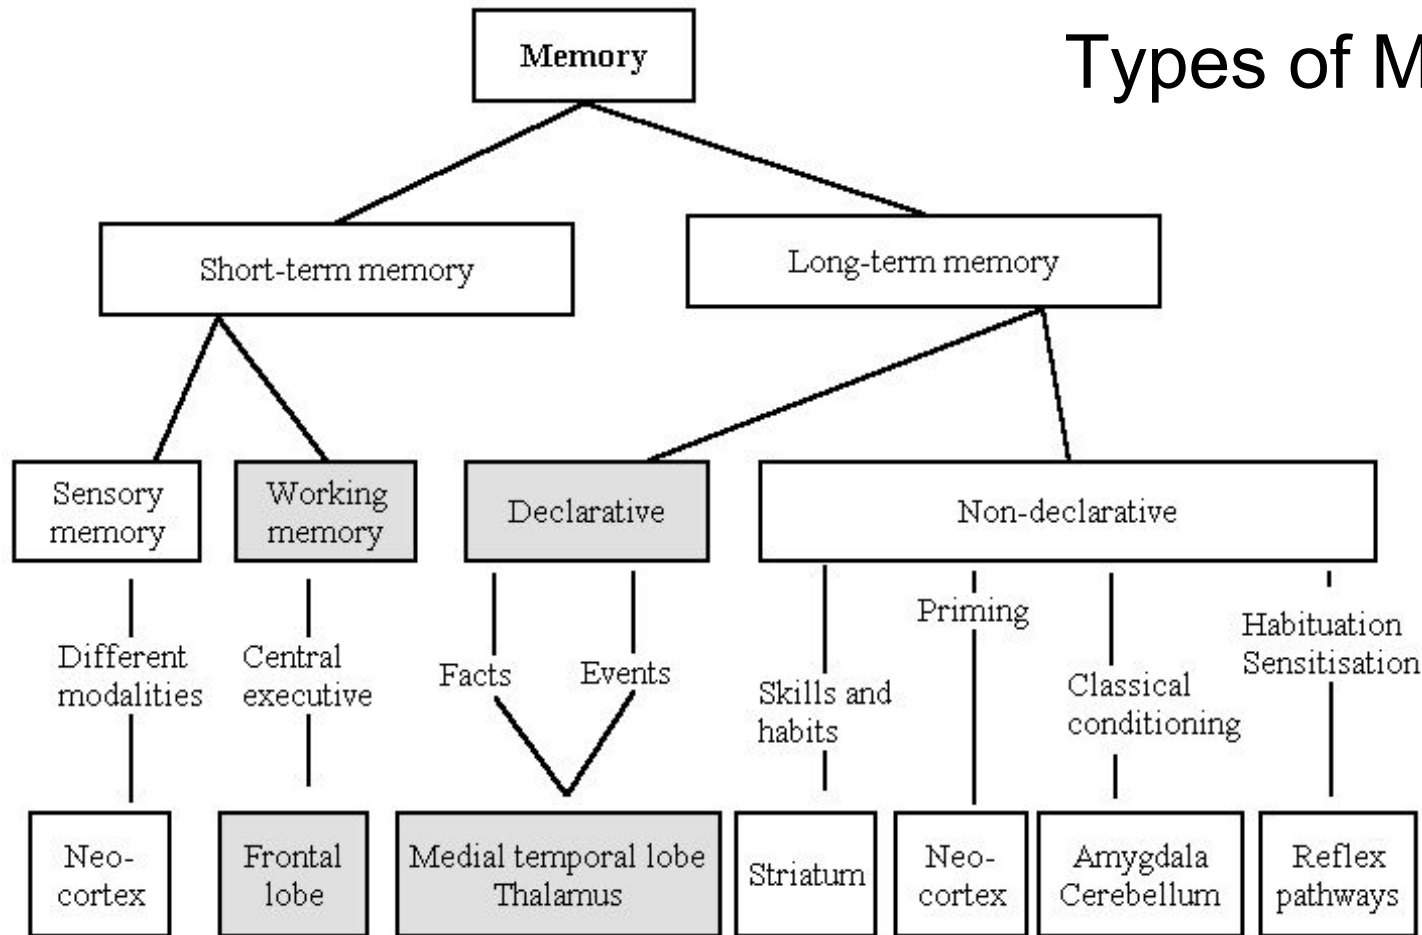 Memory
Types of M
Short-term memory
Long-term memory
Sensory
memory
Working
memory
Declarative
Non-declarative
Different
modalities
Central
executive
Facts
Events
Skills and
habits
Priming
Classical
conditioning
Habituation
Sensitisation
Neo-
cortex
Frontal
lobe
Medial temporal lobe
Thalamus
Striatum
Neo-
cortex
Amygdala
Cerebellum
Reflex
pathways